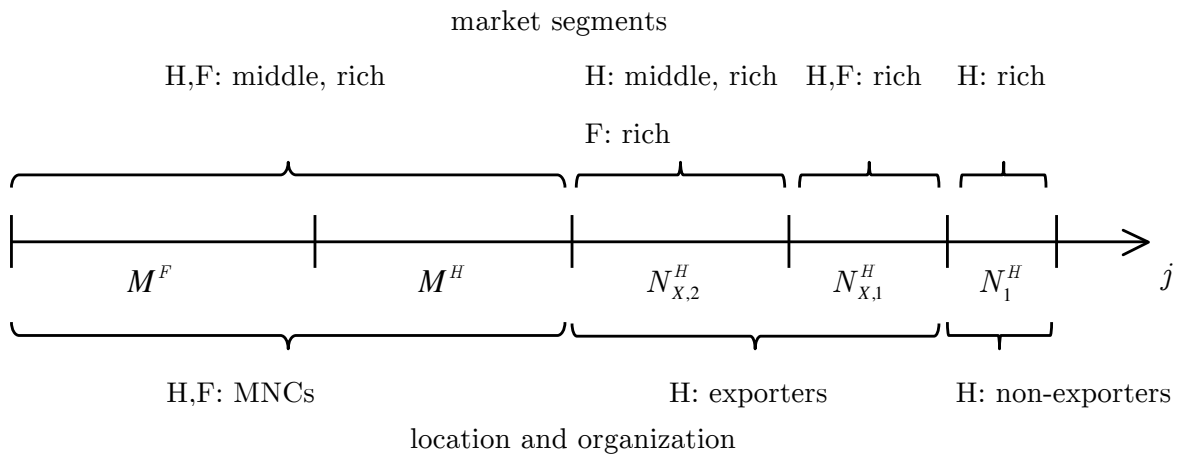 market segments
H,F: middle, rich H: middle, rich H,F: rich H: rich
F: rich
M^F M^H N^H_{X,2} N^H_{X,1} N^H_1 j
H,F: MNCs H: exporters H: non-exporters
location and organization